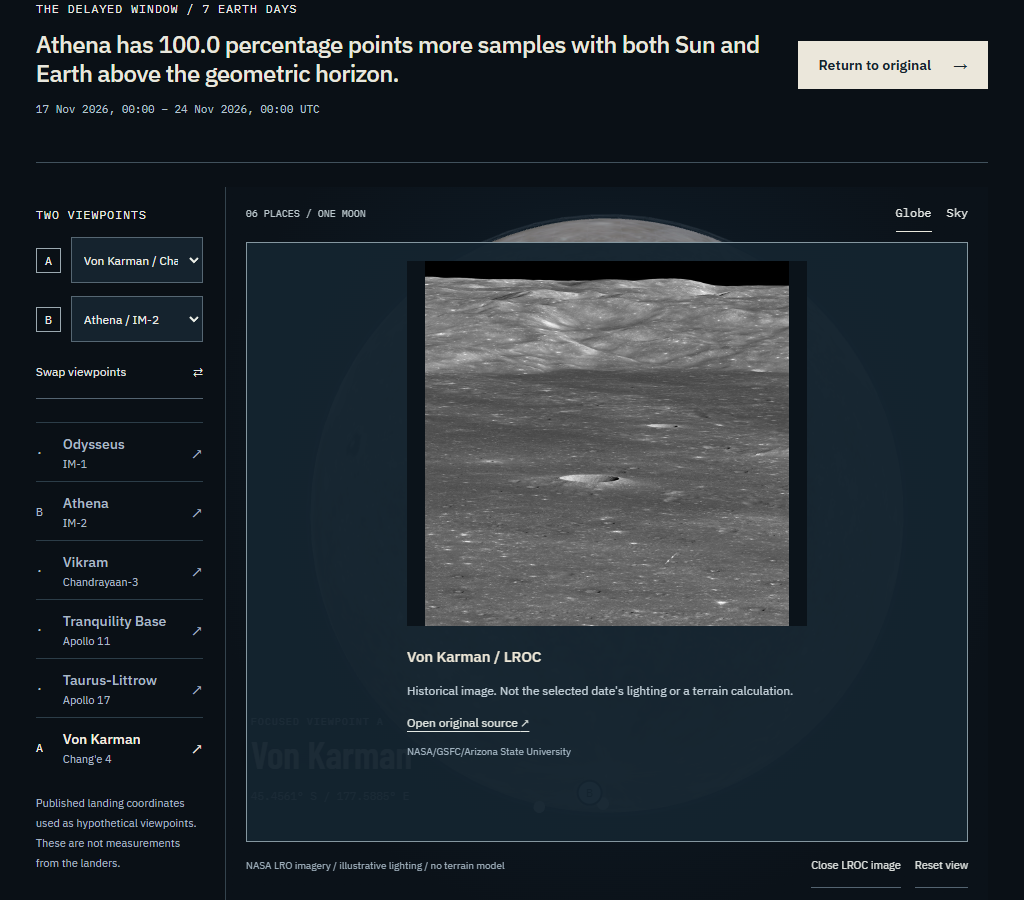 THE DELAYED WINDOW / 7 EARTH DAYS
Athena has 100.0 percentage points more samples with both Sun and
Earth above the geometric horizon.
Return to original →
17 Nov 2026, 00:00 – 24 Nov 2026, 00:00 UTC
TWO VIEWPOINTS
A
Von Karman / Cha
B
Athena / IM-2
Swap viewpoints ⇄
· Odysseus ↗
IM-1
B Athena ↗
IM-2
· Vikram ↗
Chandrayaan-3
· Tranquility Base ↗
Apollo 11
· Taurus-Littrow ↗
Apollo 17
A Von Karman ↗
Chang'e 4
Published landing coordinates
used as hypothetical viewpoints.
These are not measurements
from the landers.
06 PLACES / ONE MOON
Globe Sky
Von Karman / LROC
Historical image. Not the selected date's lighting or a terrain calculation.
Open original source ↗
NASA/GSFC/Arizona State University
FOCUSED VIEWPOINT A
Von Karman
NASA LRO imagery / illustrative lighting / no terrain model
Close LROC image Reset view